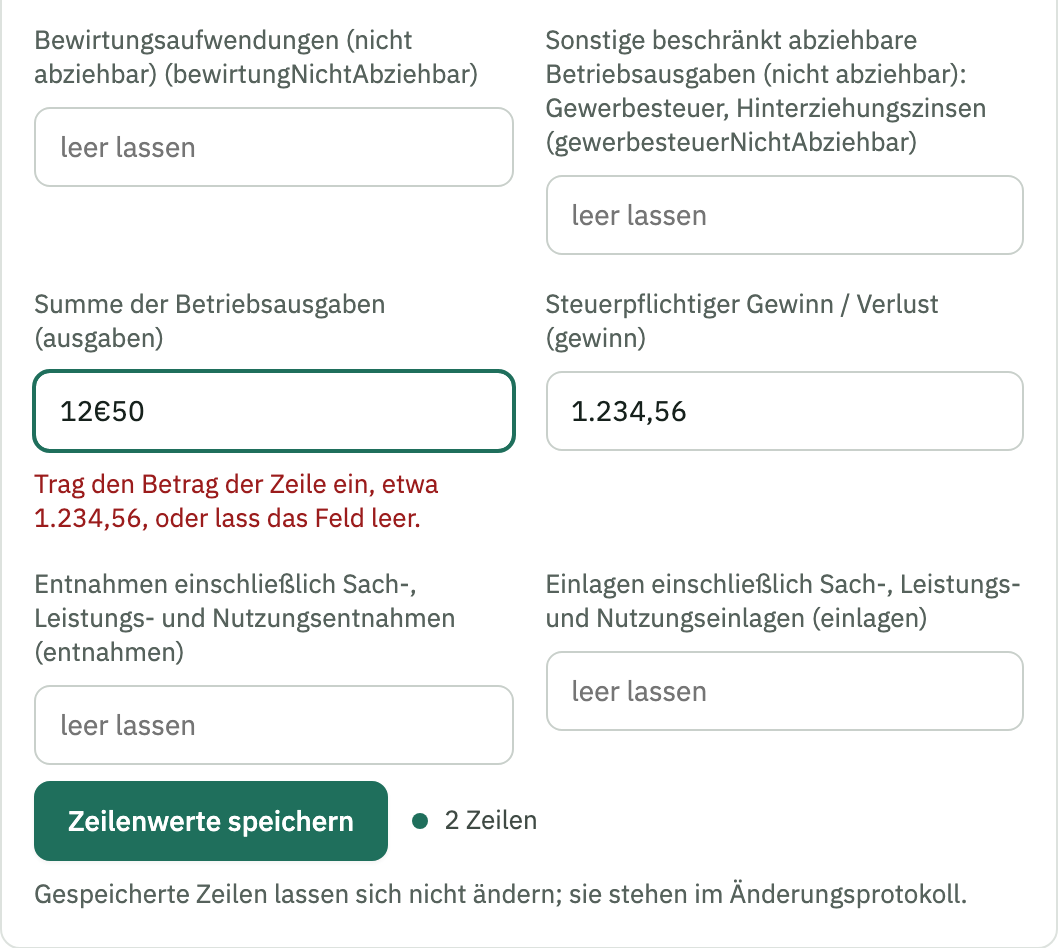 Bewirtungsaufwendungen (nicht
abziehbar) (bewirtungNichtAbziehbar)
leer lassen
Sonstige beschränkt abziehbare
Betriebsausgaben (nicht abziehbar):
Gewerbesteuer, Hinterziehungszinsen
(gewerbesteuerNichtAbziehbar)
leer lassen
Summe der Betriebsausgaben
(ausgaben)
12€50
Trag den Betrag der Zeile ein, etwa
1.234,56, oder lass das Feld leer.
Steuerpflichtiger Gewinn / Verlust
(gewinn)
1.234,56
Entnahmen einschließlich Sach-,
Leistungs- und Nutzungsentnahmen
(entnahmen)
leer lassen
Einlagen einschließlich Sach-, Leistungs-
und Nutzungseinlagen (einlagen)
leer lassen
Zeilenwerte speichern
2 Zeilen
Gespeicherte Zeilen lassen sich nicht ändern; sie stehen im Änderungsprotokoll.